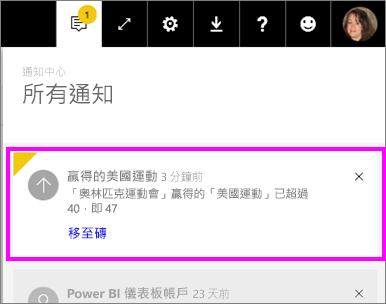 1
通知中心
所有通知
贏得的美國運動 3 分鐘前
「奧林匹克運動會」贏得的「美國運動」已超過
40，即 47
移至磚
Power BI 儀表板帳戶 23 天前